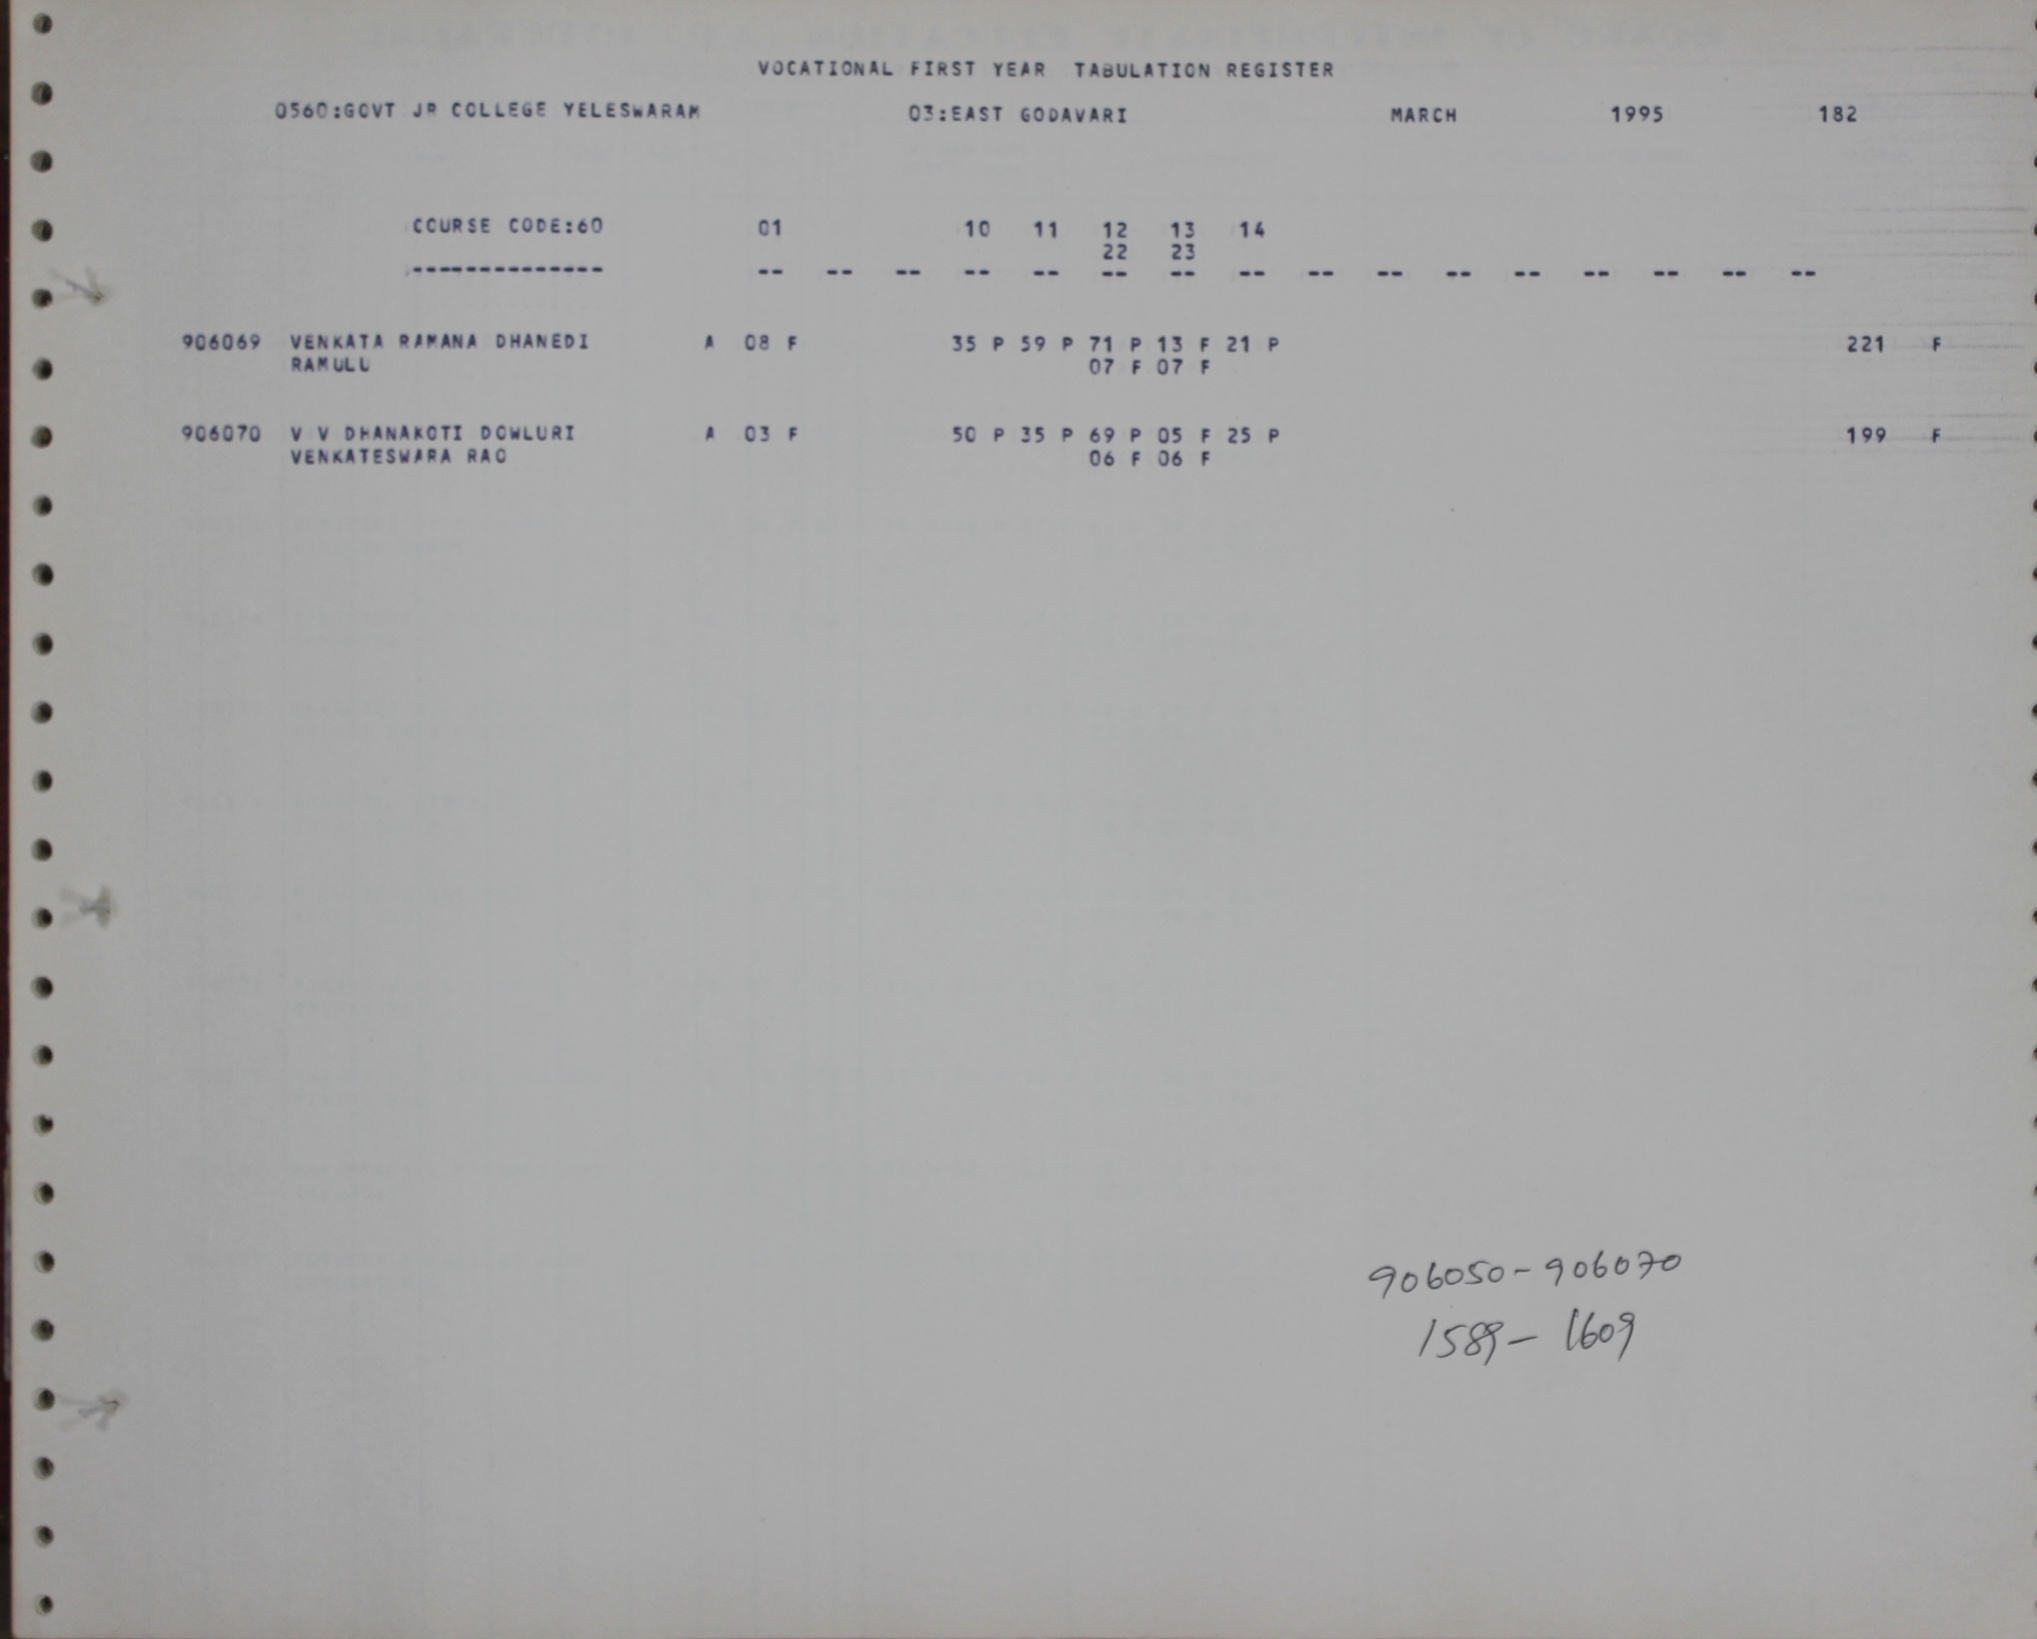 VOCATIONAL FIRST YEAR TABULATION REGISTER
0560:GOVT JR COLLEGE YELESWARAM 03:EAST GODAVARI MARCH 1995 182
COURSE CODE:60 01 10 11 12 13 14
22 23
-------------- -- -- -- -- -- -- -- -- -- -- -- -- -- -- -- --
906069 VENKATA RAMANA DHANEDI A 08 F 35 P 59 P 71 P 13 F 21 P 221 F
RAMULU 07 F 07 F
906070 V V DHANAKOTI DOWLURI A 03 F 50 P 35 P 69 P 05 F 25 P 199 F
VENKATESWARA RAO 06 F 06 F
906050-906070
1589- 1609